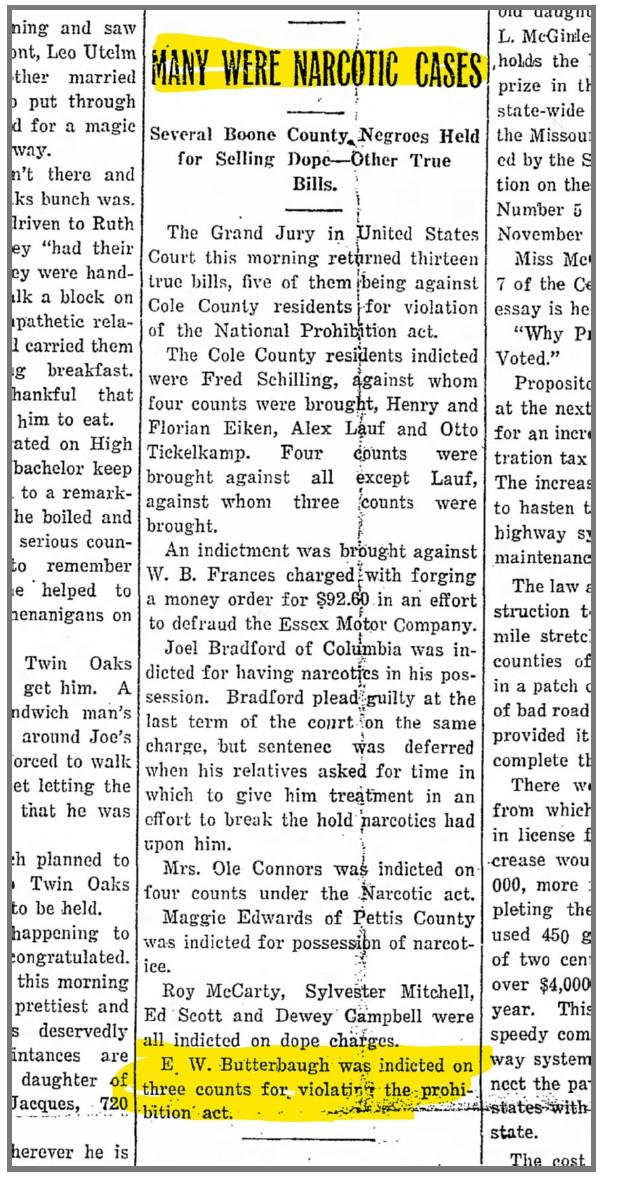 ning and saw
ont, Leo Utelm
ther married
o put through
d for a magic
way.
n't there and
ks bunch was.
driven to Ruth
ey "had their
ey were hand-
alk a block on
pathetic rela-
l carried them
g breakfast.
hankful that
him to eat.
ated on High
bachelor keep
to a remark-
he boiled and
serious coun-
to remember
e helped to
henanigans on
Twin Oaks
get him. A
ndwich man's
around Joe's
orced to walk
et letting the
that he was
ch planned to
Twin Oaks
to be held.
happening to
congratulated.
this morning
prettiest and
s deservedly
intances are
daughter of
Jacques, 720
herever he is
MANY WERE NARCOTIC CASES
Several Boone County Negroes Held
for Selling Dope—Other True
Bills.
The Grand Jury in United States
Court this morning returned thirteen
true bills, five of them being against
Cole County residents for violation
of the National Prohibition act.
The Cole County residents indicted
were Fred Schilling, against whom
four counts were brought, Henry and
Florian Eiken, Alex Lauf and Otto
Tickelkamp. Four counts were
brought against all except Lauf,
against whom three counts were
brought.
An indictment was brought against
W. B. Frances charged with forging
a money order for $92.60 in an effort
to defraud the Essex Motor Company.
Joel Bradford of Columbia was in-
dicted for having narcotics in his pos-
session. Bradford plead guilty at the
last term of the court on the same
charge, but sentenec was deferred
when his relatives asked for time in
which to give him treatment in an
effort to break the hold narcotics had
upon him.
Mrs. Ole Connors was indicted on
four counts under the Narcotic act.
Maggie Edwards of Pettis County
was indicted for possession of narcot-
ice.
Roy McCarty, Sylvester Mitchell,
Ed Scott and Dewey Campbell were
all indicted on dope charges.
E. W. Butterbaugh was indicted on
three counts for violating the prohi-
bition act.
old daught
L. McGinle
holds the
prize in th
state-wide
the Missou
ed by the S
tion on the
Number 5
November
Miss Mc
7 of the Ce
essay is he
"Why Pr
Voted."
Proposito
at the next
for an incr
tration tax
The increas
to hasten t
highway sy
maintenanc
The law a
struction t
mile stretc
counties of
in a patch o
of bad road
provided it
complete th
There w
from which
in license f
crease wou
000, more
pleting the
used 450 g
of two cen
over $4,000
year. This
speedy com
way system
nect the pa
states with
state.
The cost